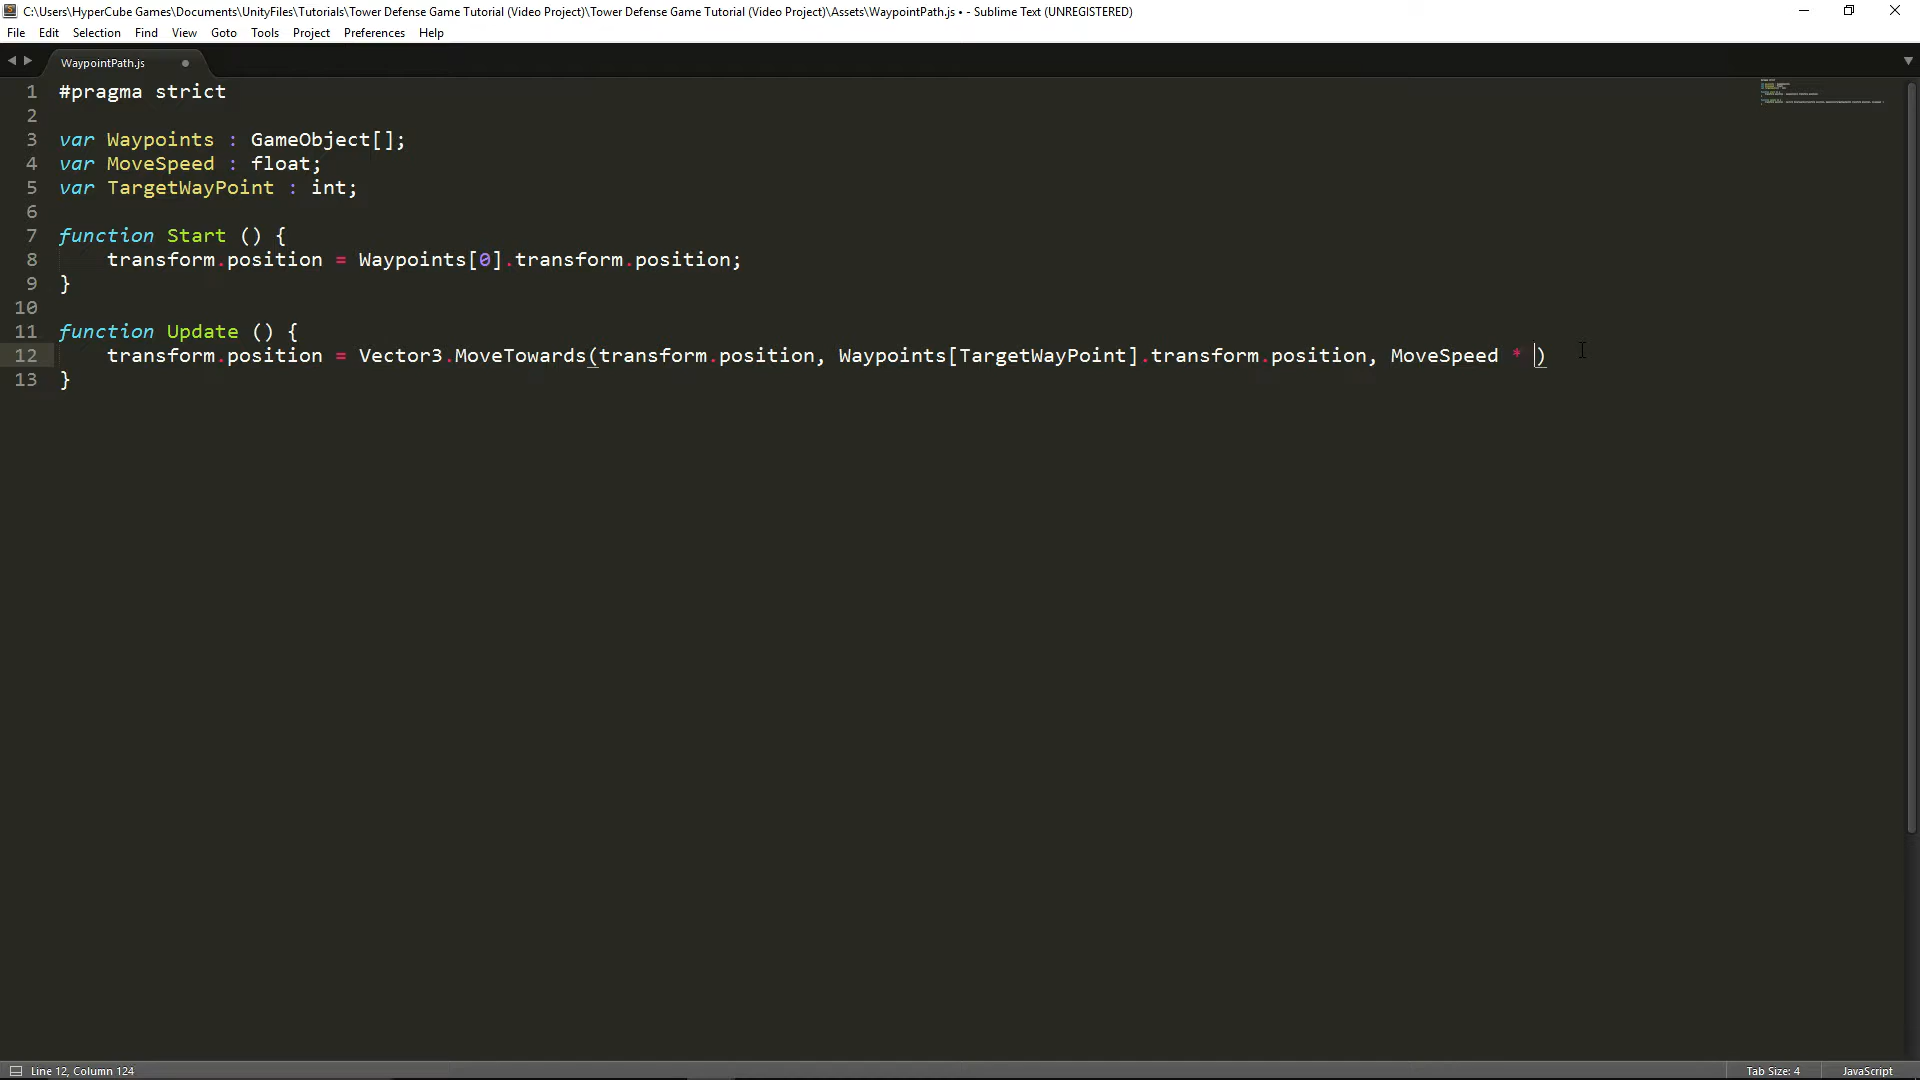 C:\Users\HyperCube Games\Documents\UnityFiles\Tutorials\Tower Defense Game Tutorial (Video Project)\Tower Defense Game Tutorial (Video Project)\Assets\WaypointPath.js • - Sublime Text (UNREGISTERED)
File Edit Selection Find View Goto Tools Project Preferences Help
WaypointPath.js
1 #pragma strict
2
3 var Waypoints : GameObject[];
4 var MoveSpeed : float;
5 var TargetWayPoint : int;
6
7 function Start () {
8 transform.position = Waypoints[0].transform.position;
9 }
10
11 function Update () {
12 transform.position = Vector3.MoveTowards(transform.position, Waypoints[TargetWayPoint].transform.position, MoveSpeed * )
13 }
Line 12, Column 124 Tab Size: 4 JavaScript